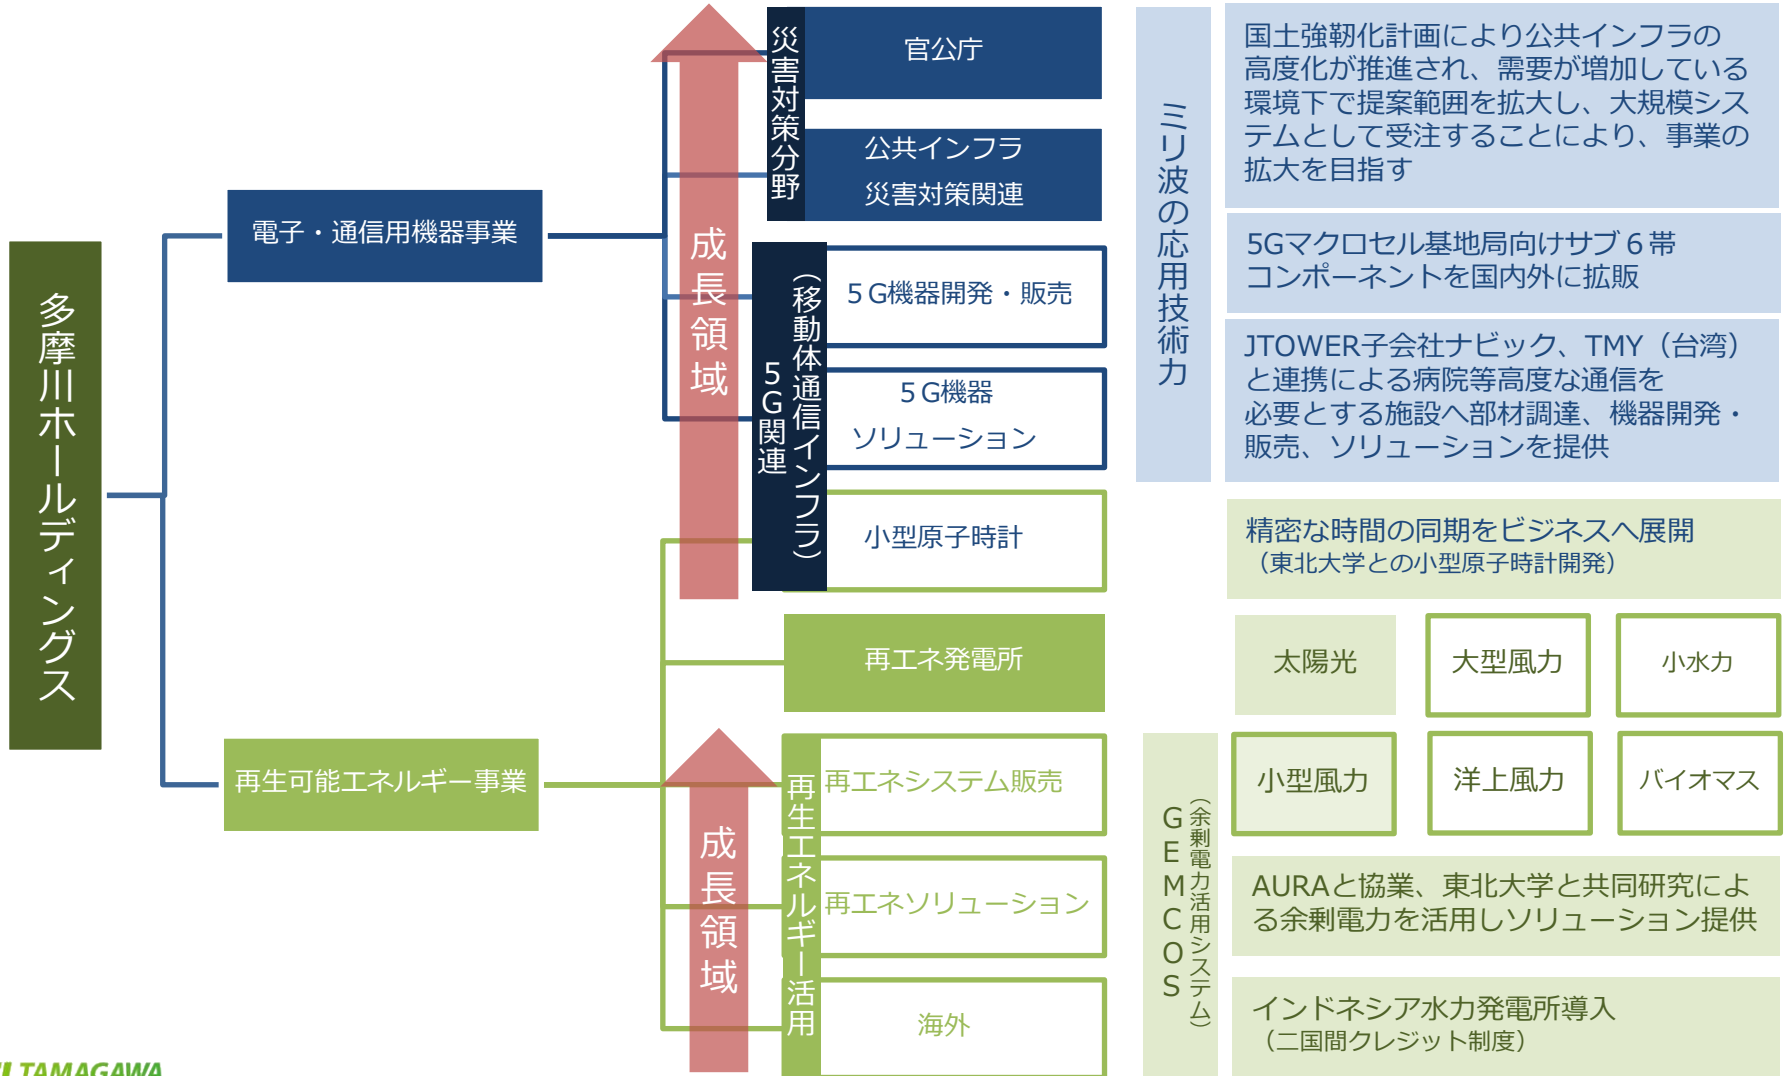 多摩川ホールディングス
電子・通信用機器事業
再生可能エネルギー事業
成長領域
災害対策分野
官公庁
公共インフラ
災害対策関連
5G関連
（移動体通信インフラ）
５G機器開発・販売
５G機器
ソリューション
小型原子時計
ミリ波の応用技術力
国土強靭化計画により公共インフラの
高度化が推進され、需要が増加している
環境下で提案範囲を拡大し、大規模シス
テムとして受注することにより、事業の
拡大を目指す
5Gマクロセル基地局向けサブ６帯
コンポーネントを国内外に拡販
JTOWER子会社ナビック、TMY（台湾）
と連携による病院等高度な通信を
必要とする施設へ部材調達、機器開発・
販売、ソリューションを提供
精密な時間の同期をビジネスへ展開
（東北大学との小型原子時計開発）
再エネ発電所
太陽光
大型風力
小水力
成長領域
再生エネルギー活用
再エネシステム販売
再エネソリューション
海外
GEMCOS
（余剰電力活用システム）
小型風力
洋上風力
バイオマス
AURAと協業、東北大学と共同研究によ
る余剰電力を活用しソリューション提供
インドネシア水力発電所導入
（二国間クレジット制度）
TAMAGAWA